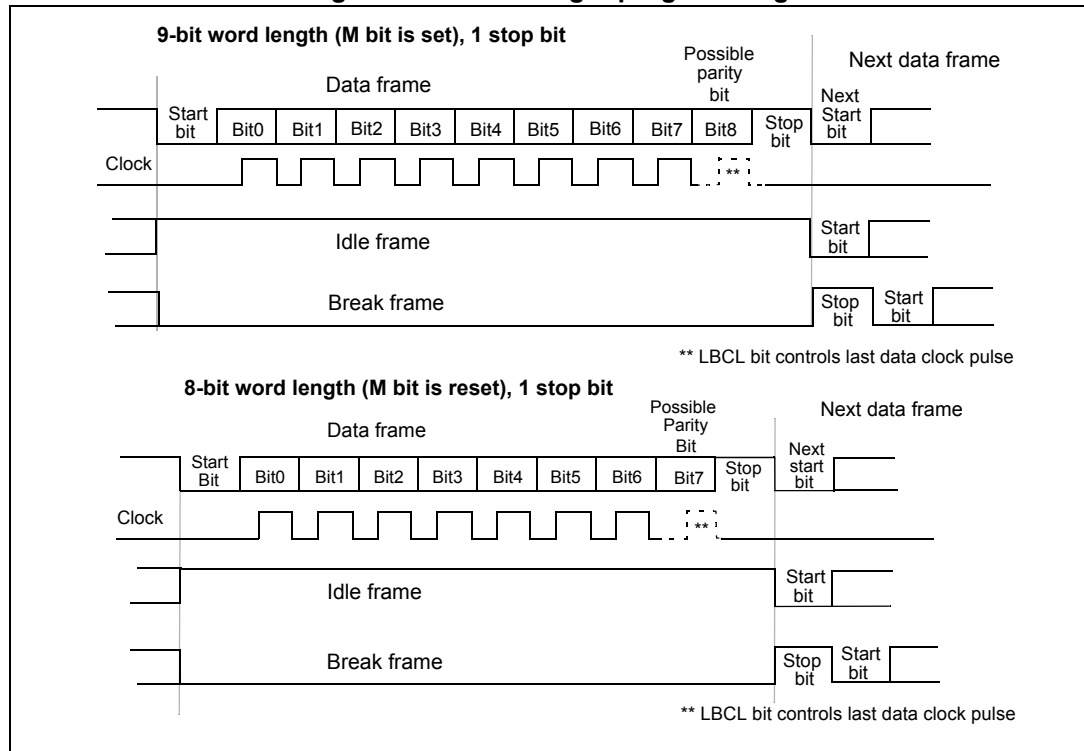 9-bit word length (M bit is set), 1 stop bit
Possible
parity
bit
Next data frame
Data frame
Start
bit
Bit0 Bit1 Bit2 Bit3 Bit4 Bit5 Bit6 Bit7 Bit8
Stop
bit
Next
Start
bit
Clock
**
Idle frame
Start
bit
Break frame
Stop
bit
Start
bit
** LBCL bit controls last data clock pulse
8-bit word length (M bit is reset), 1 stop bit
Possible
Parity
Bit
Next data frame
Data frame
Start
Bit
Bit0 Bit1 Bit2 Bit3 Bit4 Bit5 Bit6 Bit7
Stop
bit
Next
start
bit
Clock
**
Idle frame
Start
bit
Break frame
Stop
bit
Start
bit
** LBCL bit controls last data clock pulse